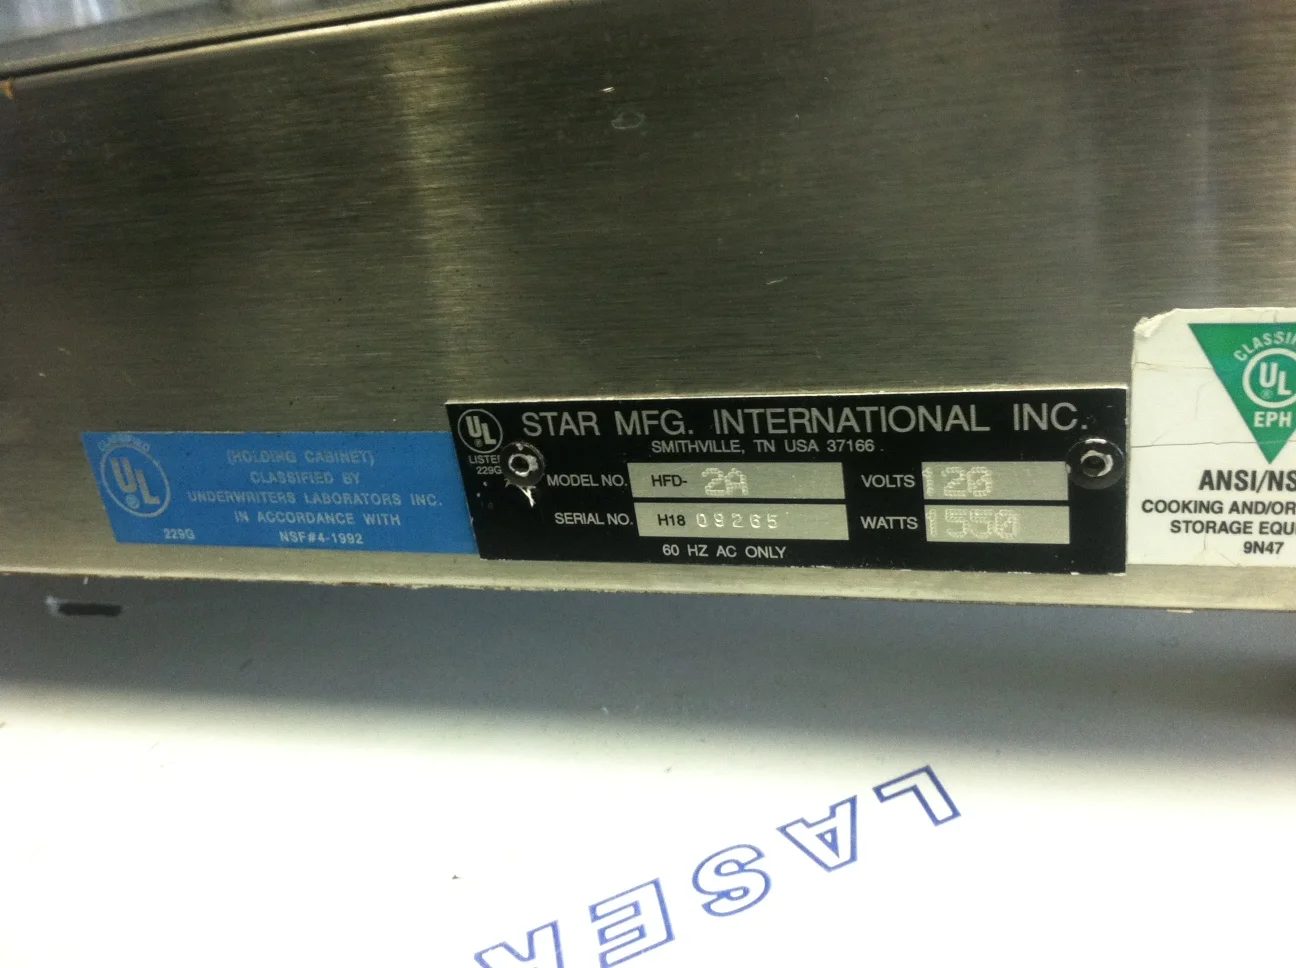 CLASSIFIED
UL
(HOLDING CABINET)
CLASSIFIED BY
UNDERWRITERS LABORATORS INC.
IN ACCORDANCE WITH
229G NSF#4-1992
UL
LISTED
229G
STAR MFG. INTERNATIONAL INC.
SMITHVILLE, TN USA 37166
MODEL NO. HFD- 2A VOLTS 120
SERIAL NO. H18 09265 WATTS 1550
60 HZ AC ONLY
CLASSIFI
UL
EPH
ANSI/NS
COOKING AND/OR
STORAGE EQU
9N47
LASER